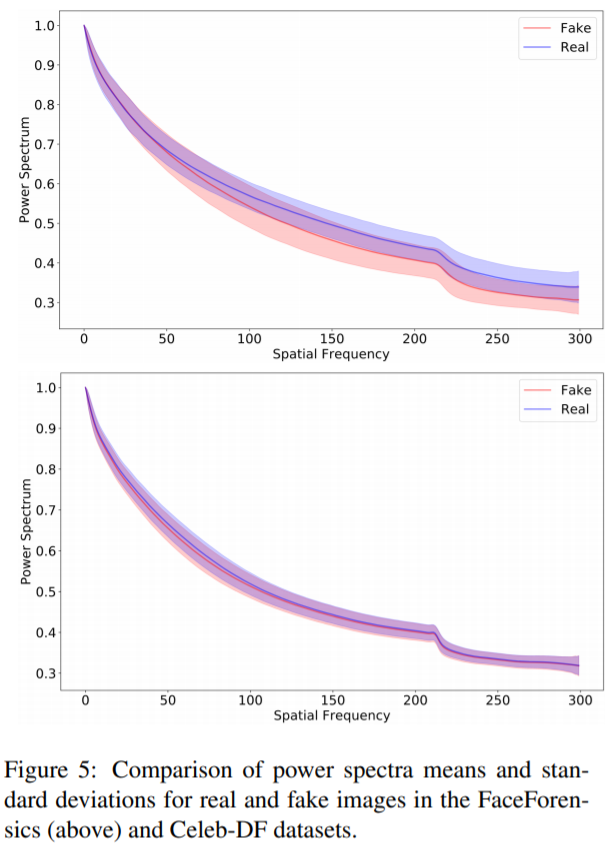 1.0
0.9
0.8
0.7
0.6
0.5
0.4
0.3
Power Spectrum
Fake
Real
0 50 100 150 200 250 300
Spatial Frequency
1.0
0.9
0.8
0.7
0.6
0.5
0.4
0.3
Power Spectrum
Fake
Real
0 50 100 150 200 250 300
Spatial Frequency
Figure 5: Comparison of power spectra means and stan-
dard deviations for real and fake images in the FaceForen-
sics (above) and Celeb-DF datasets.